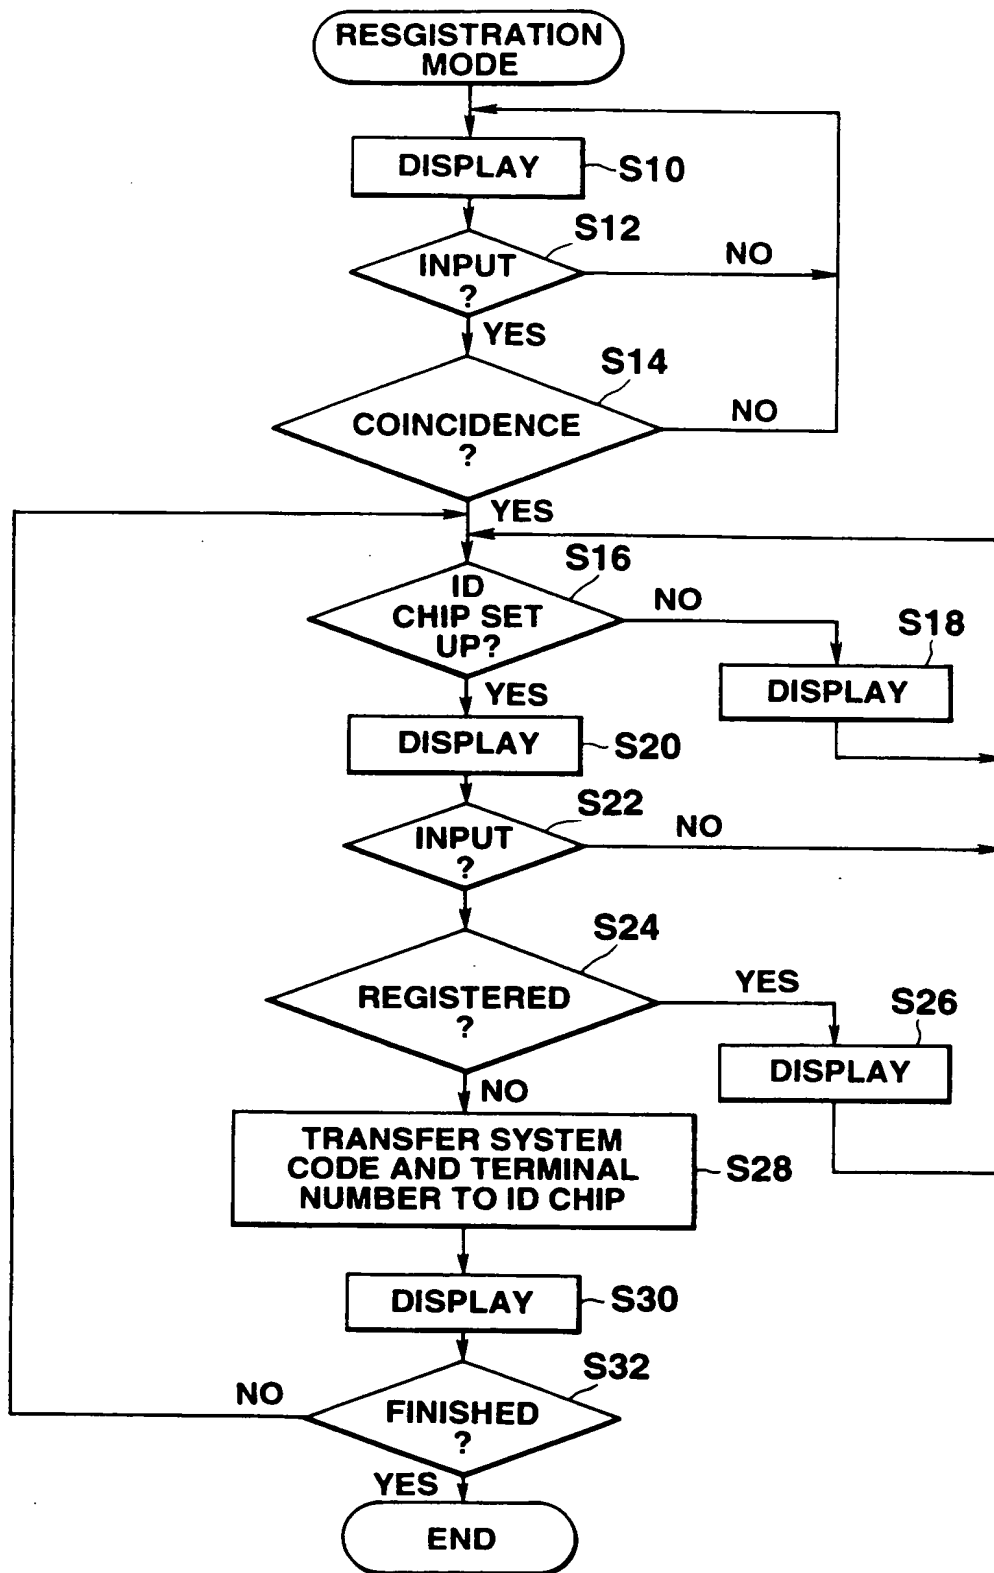 RESGISTRATION
MODE
DISPLAY
S10
S12
INPUT
?
NO
YES
S14
COINCIDENCE
?
NO
YES
S16
ID
CHIP SET
UP?
NO
S18
DISPLAY
YES
DISPLAY
S20
S22
INPUT
?
NO
S24
REGISTERED
?
YES
S26
DISPLAY
NO
TRANSFER SYSTEM
CODE AND TERMINAL
NUMBER TO ID CHIP
S28
DISPLAY
S30
S32
FINISHED
?
NO
YES
END